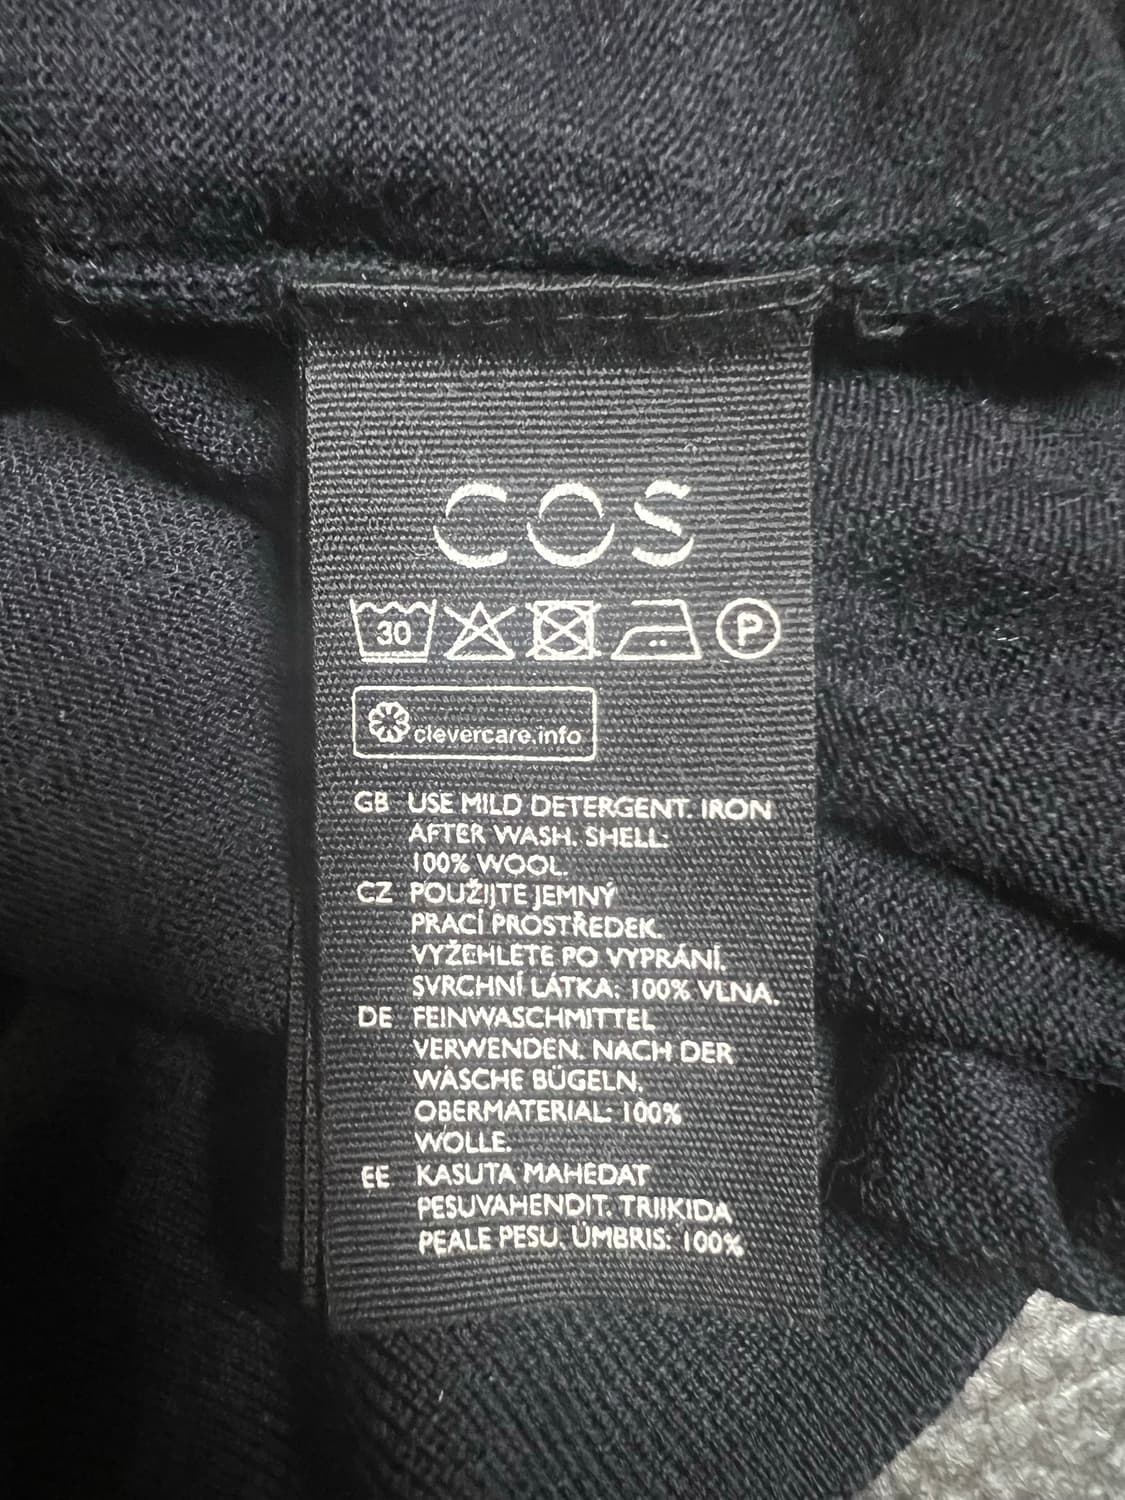 COS
30
P
clevercare.info
GB USE MILD DETERGENT. IRON
AFTER WASH. SHELL:
100% WOOL.
CZ POUŽIJTE JEMNÝ
PRACÍ PROSTŘEDEK.
VYŽEHLETE PO VYPRÁNÍ.
SVRCHNÍ LÁTKA: 100% VLNA.
DE FEINWASCHMITTEL
VERWENDEN. NACH DER
WÄSCHE BÜGELN.
OBERMATERIAL: 100%
WOLLE.
EE KASUTA MAHEDAT
PESUVAHENDIT. TRIIKIDA
PEALE PESU. ÜMBRIS: 100%